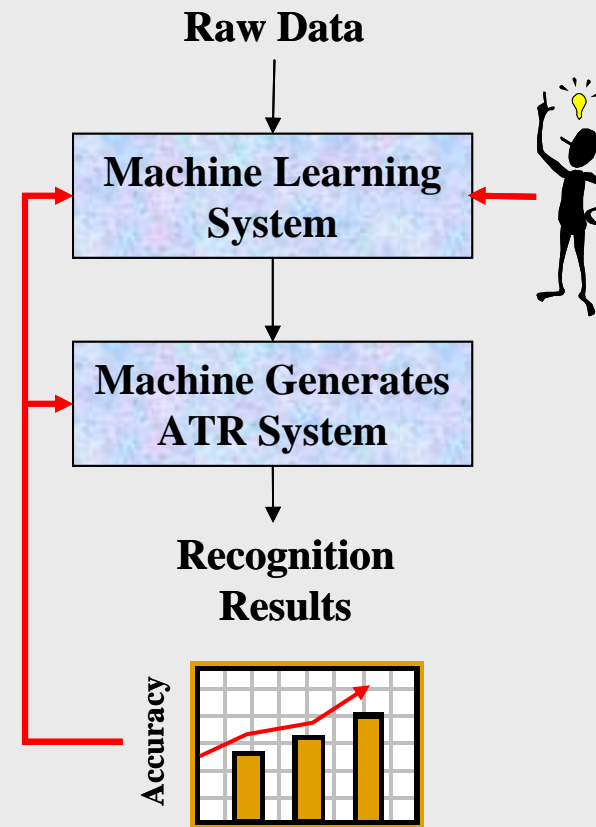 Raw Data
Machine Learning
System
Machine Generates
ATR System
Recognition
Results
Accuracy